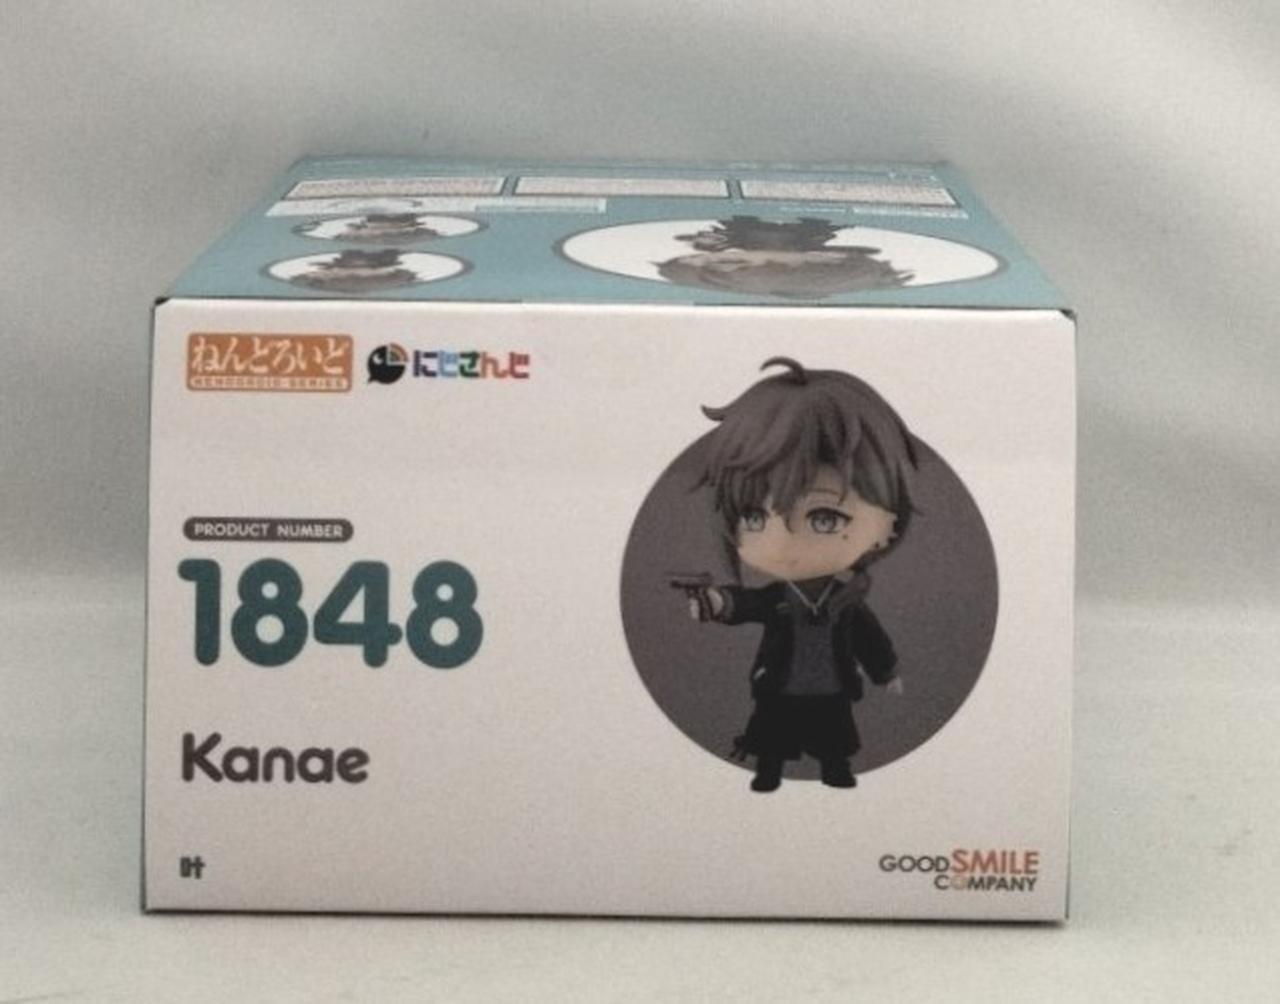 ねんどろいど
NENDOROID SERIES
にじさんじ
PRODUCT NUMBER
1848
Kanae
叶
GOOD SMILE
COMPANY